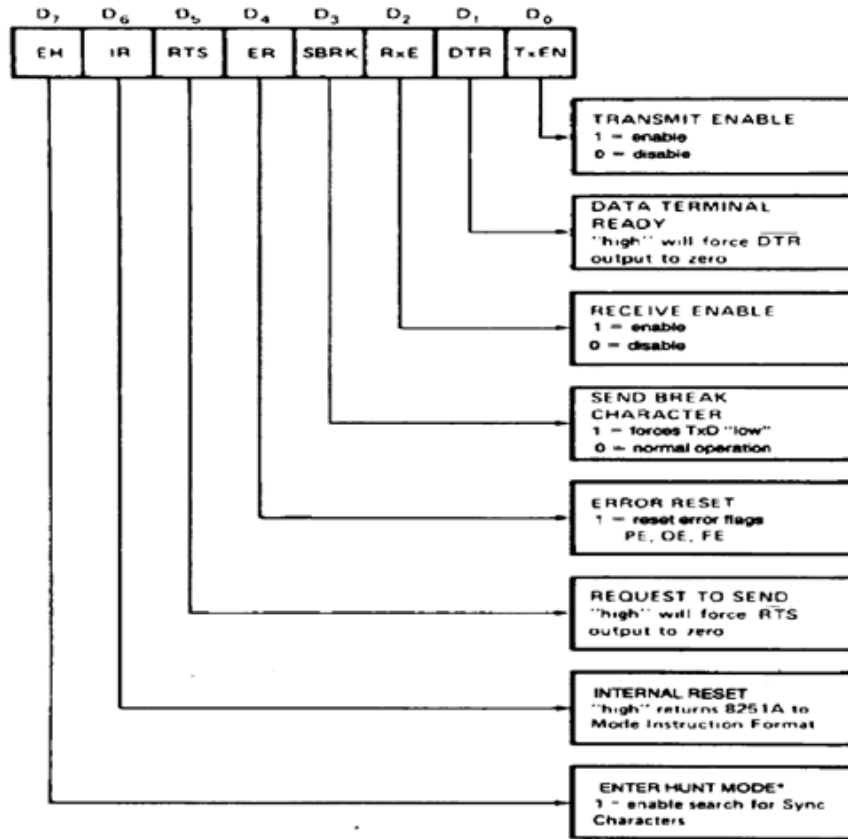 D7 D6 D5 D4 D3 D2 D1 D0
EH IR RTS ER SBRK RxE DTR TxEN
TRANSMIT ENABLE
1 = enable
0 = disable
DATA TERMINAL
READY
"high" will force D̅T̅R̅
output to zero
RECEIVE ENABLE
1 = enable
0 = disable
SEND BREAK
CHARACTER
1 = forces TxD "low"
0 = normal operation
ERROR RESET
1 = reset error flags
PE, OE, FE
REQUEST TO SEND
"high" will force R̅T̅S̅
output to zero
INTERNAL RESET
"high" returns 8251A to
Mode Instruction Format
ENTER HUNT MODE*
1 = enable search for Sync
Characters